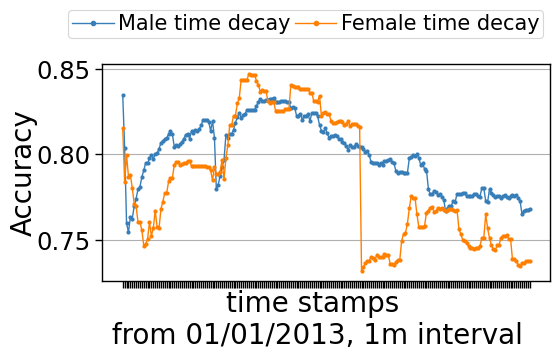 Male time decay Female time decay
0.85
0.80
0.75
Accuracy
time stamps
from 01/01/2013, 1m interval